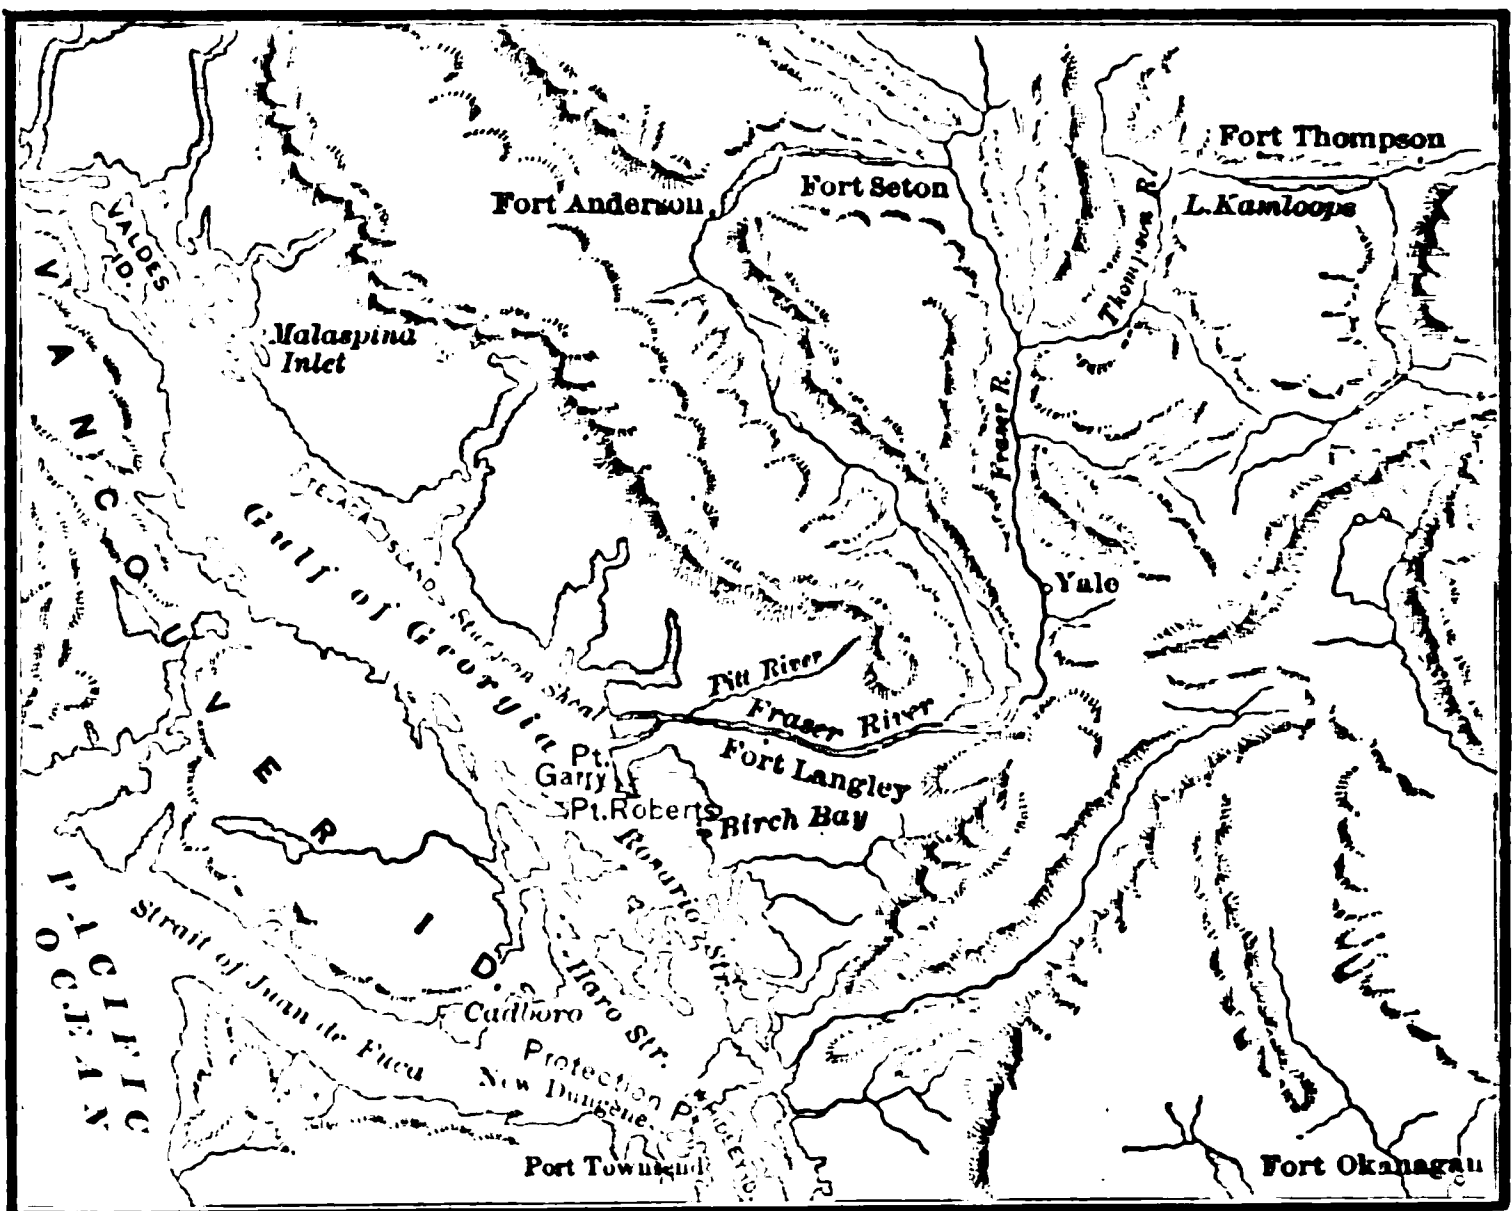 Fort Thompson
Fort Seton
Fort Anderson
L. Kamloops
Thompson R.
VALDES
ID.
Malaspina
Inlet
Fraser R.
VANCOUVER ID.
Gulf of Georgia
Sturgeon Shoal
Yale
Pitt River
Fraser River
Fort Langley
Pt.
Garry
Pt. Roberts
Birch Bay
Rosario Str.
Haro Str.
PACIFIC
OCEAN
Strait of Juan de Fuca
Cadboro
Protection P.
New Dungene
Port Townsend
Fort Okanagan